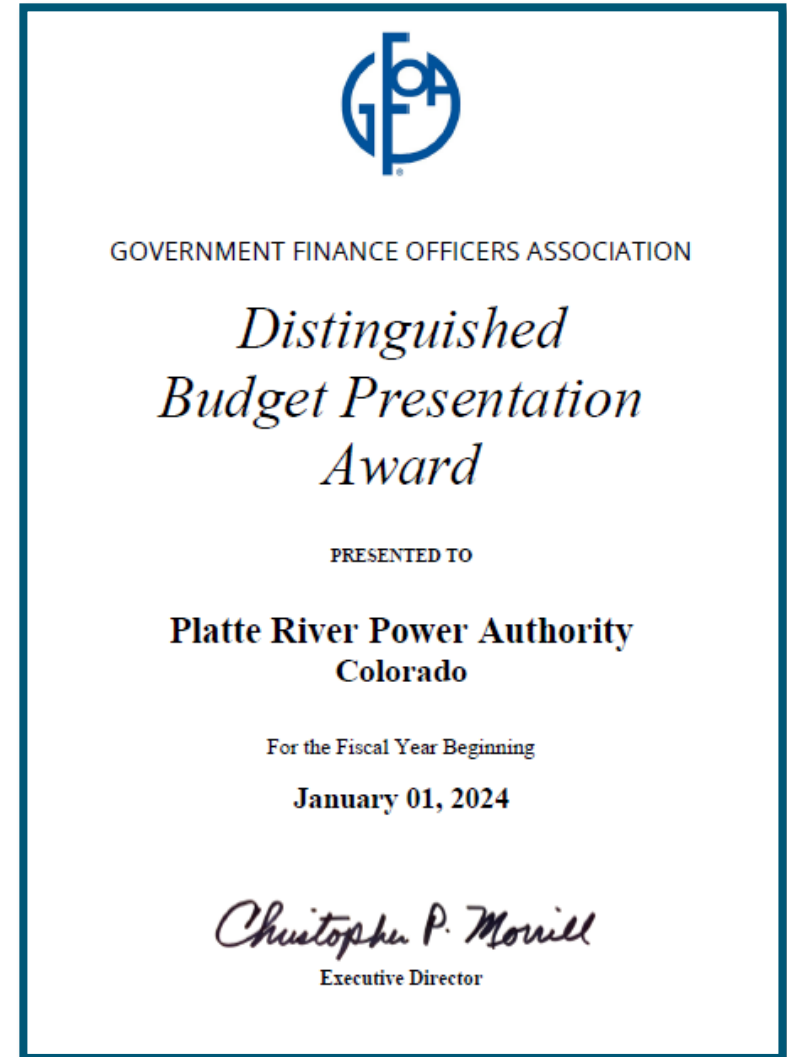 GFOA
®
GOVERNMENT FINANCE OFFICERS ASSOCIATION
Distinguished
Budget Presentation
Award
PRESENTED TO
Platte River Power Authority
Colorado
For the Fiscal Year Beginning
January 01, 2024
Christopher P. Morrill
Executive Director